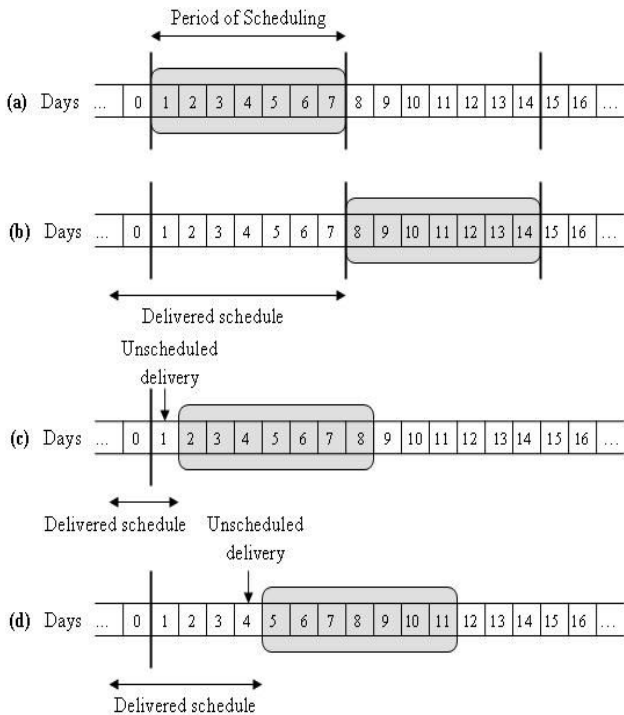 Period of Scheduling
(a) Days ... 0 1 2 3 4 5 6 7 8 9 10 11 12 13 14 15 16 ...
(b) Days ... 0 1 2 3 4 5 6 7 8 9 10 11 12 13 14 15 16 ...
Delivered schedule
Unscheduled
delivery
(c) Days ... 0 1 2 3 4 5 6 7 8 9 10 11 12 13 14 15 16 ...
Delivered schedule
Unscheduled
delivery
(d) Days ... 0 1 2 3 4 5 6 7 8 9 10 11 12 13 14 15 16 ...
Delivered schedule